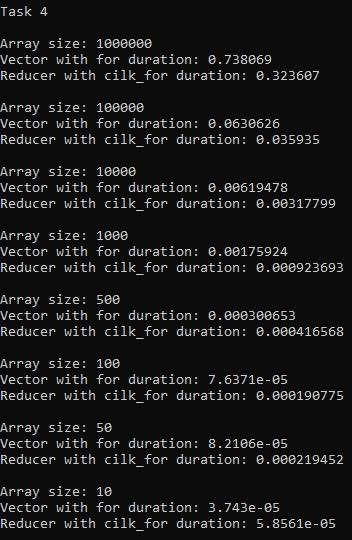 Task 4
Array size: 1000000
Vector with for duration: 0.738069
Reducer with cilk_for duration: 0.323607
Array size: 100000
Vector with for duration: 0.0630626
Reducer with cilk_for duration: 0.035935
Array size: 10000
Vector with for duration: 0.00619478
Reducer with cilk_for duration: 0.00317799
Array size: 1000
Vector with for duration: 0.00175924
Reducer with cilk_for duration: 0.000923693
Array size: 500
Vector with for duration: 0.000300653
Reducer with cilk_for duration: 0.000416568
Array size: 100
Vector with for duration: 7.6371e-05
Reducer with cilk_for duration: 0.000190775
Array size: 50
Vector with for duration: 8.2106e-05
Reducer with cilk_for duration: 0.000219452
Array size: 10
Vector with for duration: 3.743e-05
Reducer with cilk_for duration: 5.8561e-05